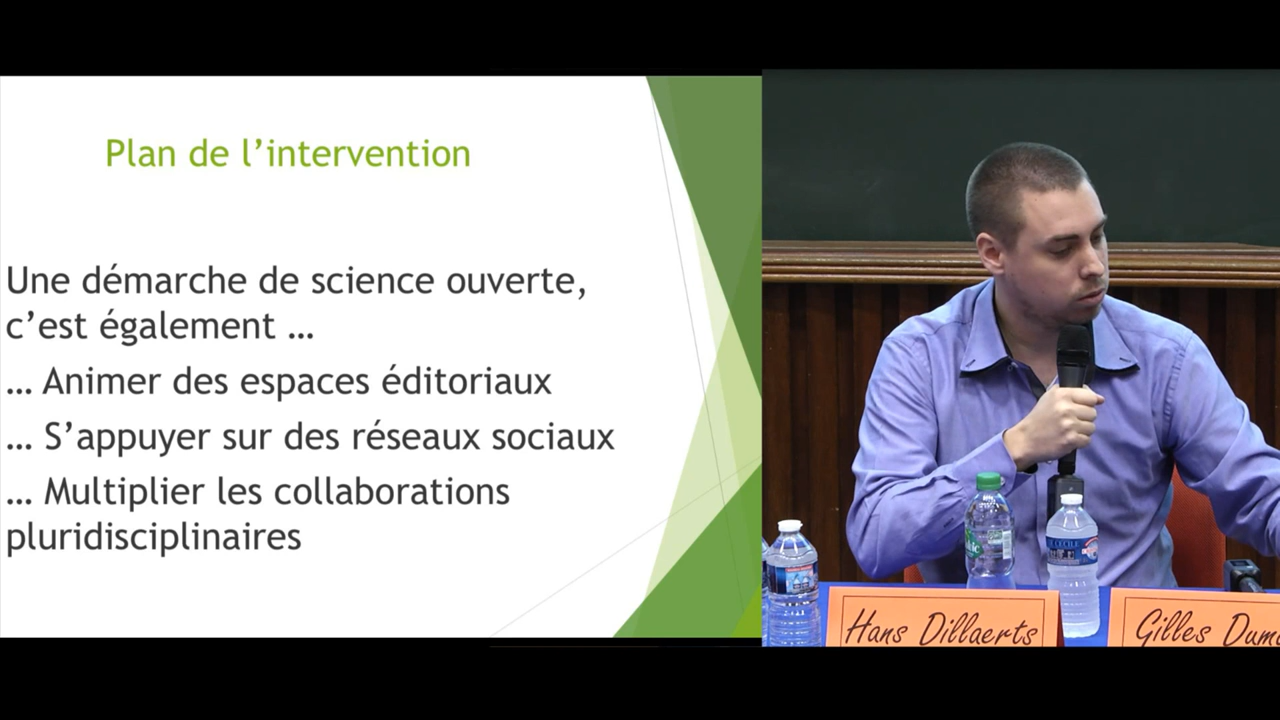 Plan de l’intervention
Une démarche de science ouverte,
c’est également …
… Animer des espaces éditoriaux
… S’appuyer sur des réseaux sociaux
… Multiplier les collaborations
pluridisciplinaires
Hans Dillaerts
Gilles